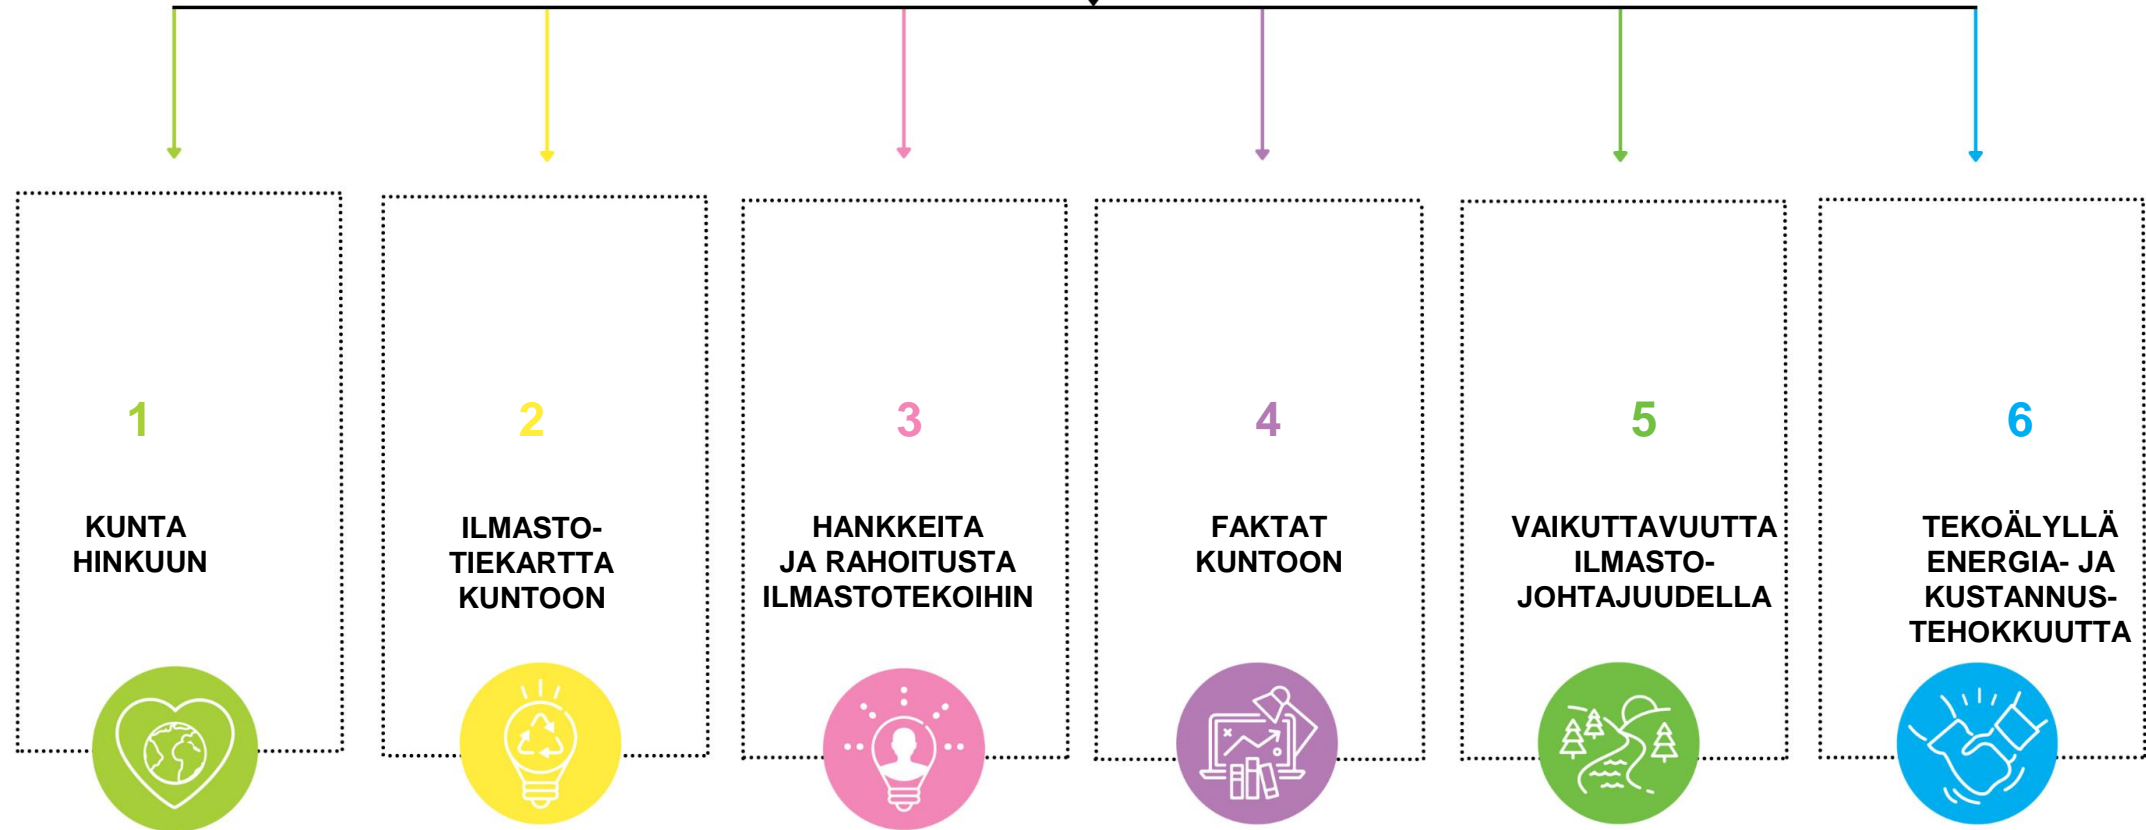 1
KUNTA
HINKUUN
2
ILMASTO-
TIEKARTTA
KUNTOON
3
HANKKEITA
JA RAHOITUSTA
ILMASTOTEKOIHIN
4
FAKTAT
KUNTOON
5
VAIKUTTAVUUTTA
ILMASTO-
JOHTAJUUDELLA
6
TEKOÄLYLLÄ
ENERGIA- JA
KUSTANNUS-
TEHOKKUUTTA